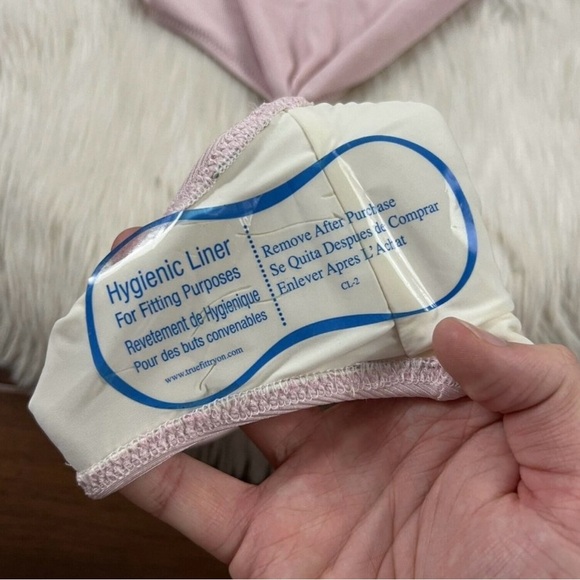 Hygienic Liner
For Fitting Purposes
Revetement de Hygienique
Pour des buts convenables
www.truefittryon.com
Remove After Purchase
Se Quita Despues de Comprar
Enlever Apres L'Achat
CL-2